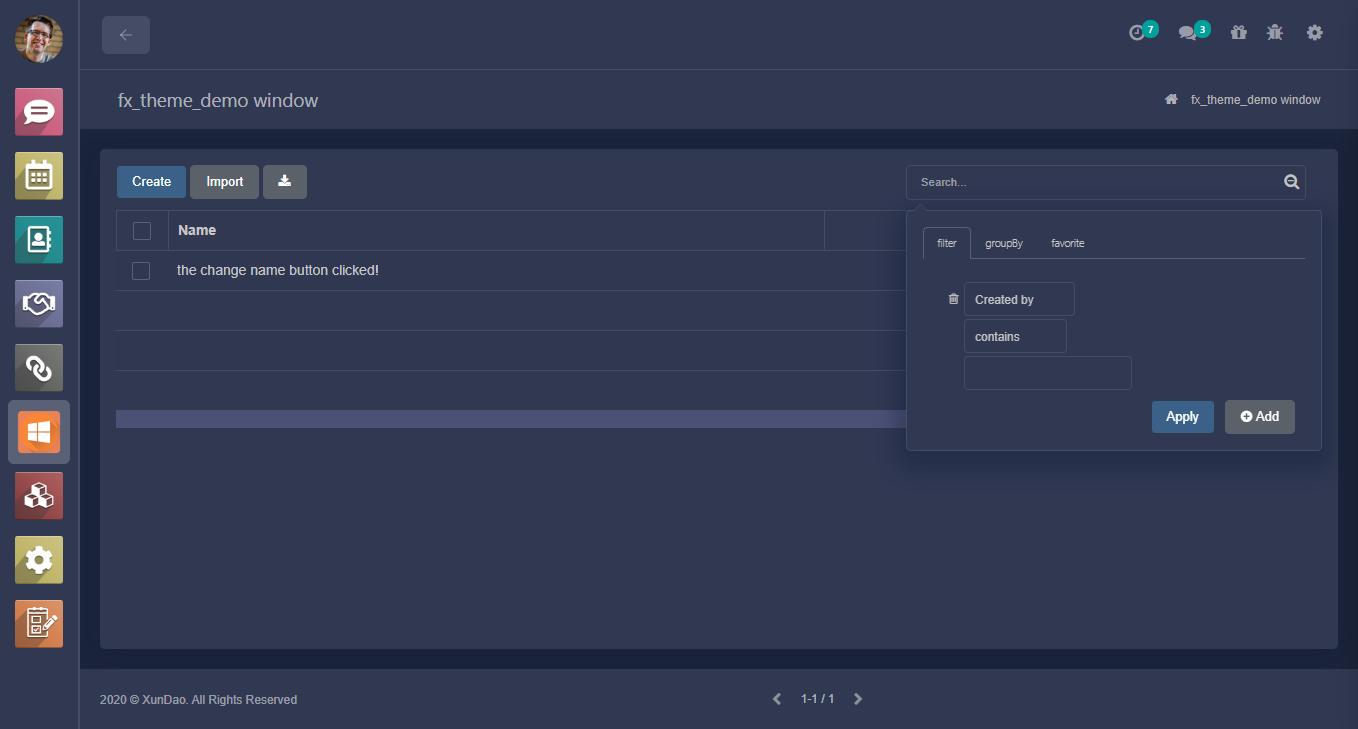 7
3
fx_theme_demo window
fx_theme_demo window
Create
Import
Search...
Name
the change name button clicked!
filter
groupBy
favorite
Created by
contains
Apply
Add
2020 © XunDao. All Rights Reserved
1-1 / 1